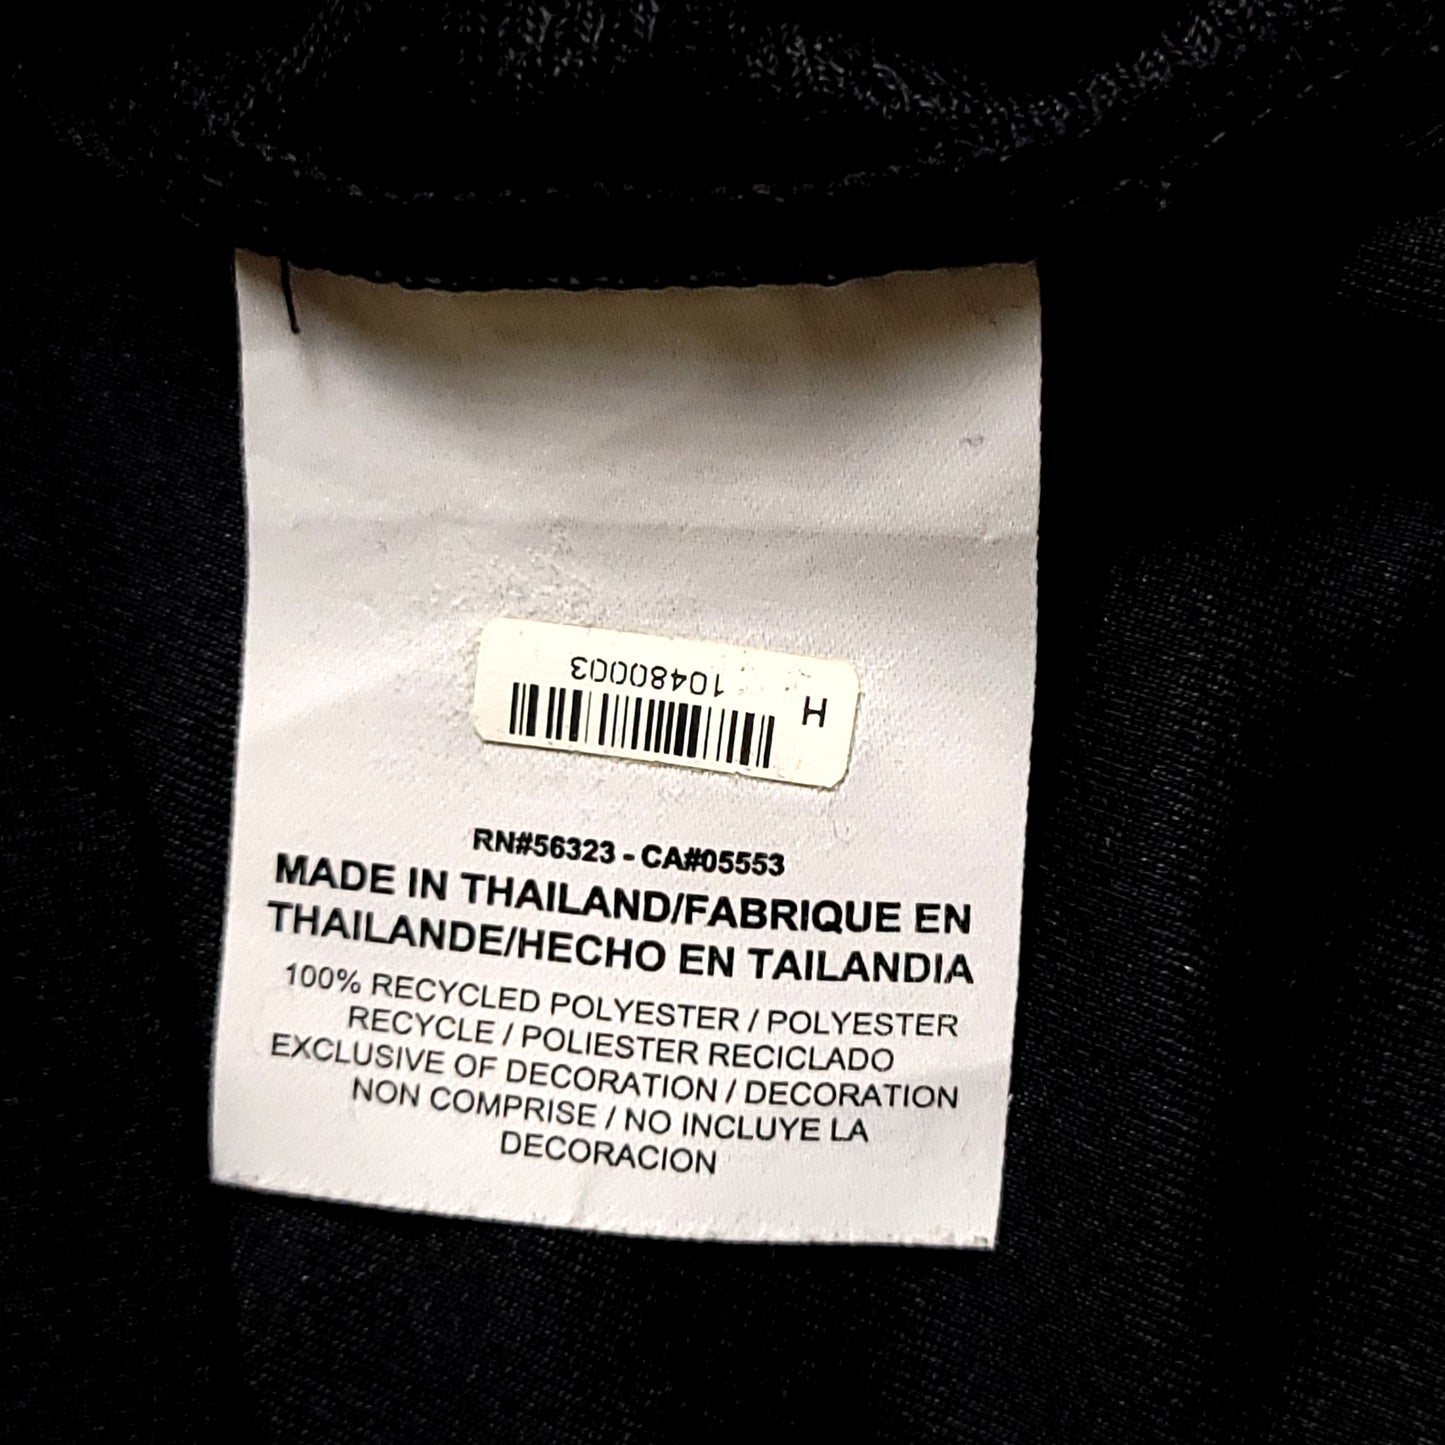 10480003
H
RN#56323 - CA#05553
MADE IN THAILAND/FABRIQUE EN
THAILANDE/HECHO EN TAILANDIA
100% RECYCLED POLYESTER / POLYESTER
RECYCLE / POLIESTER RECICLADO
EXCLUSIVE OF DECORATION / DECORATION
NON COMPRISE / NO INCLUYE LA
DECORACION